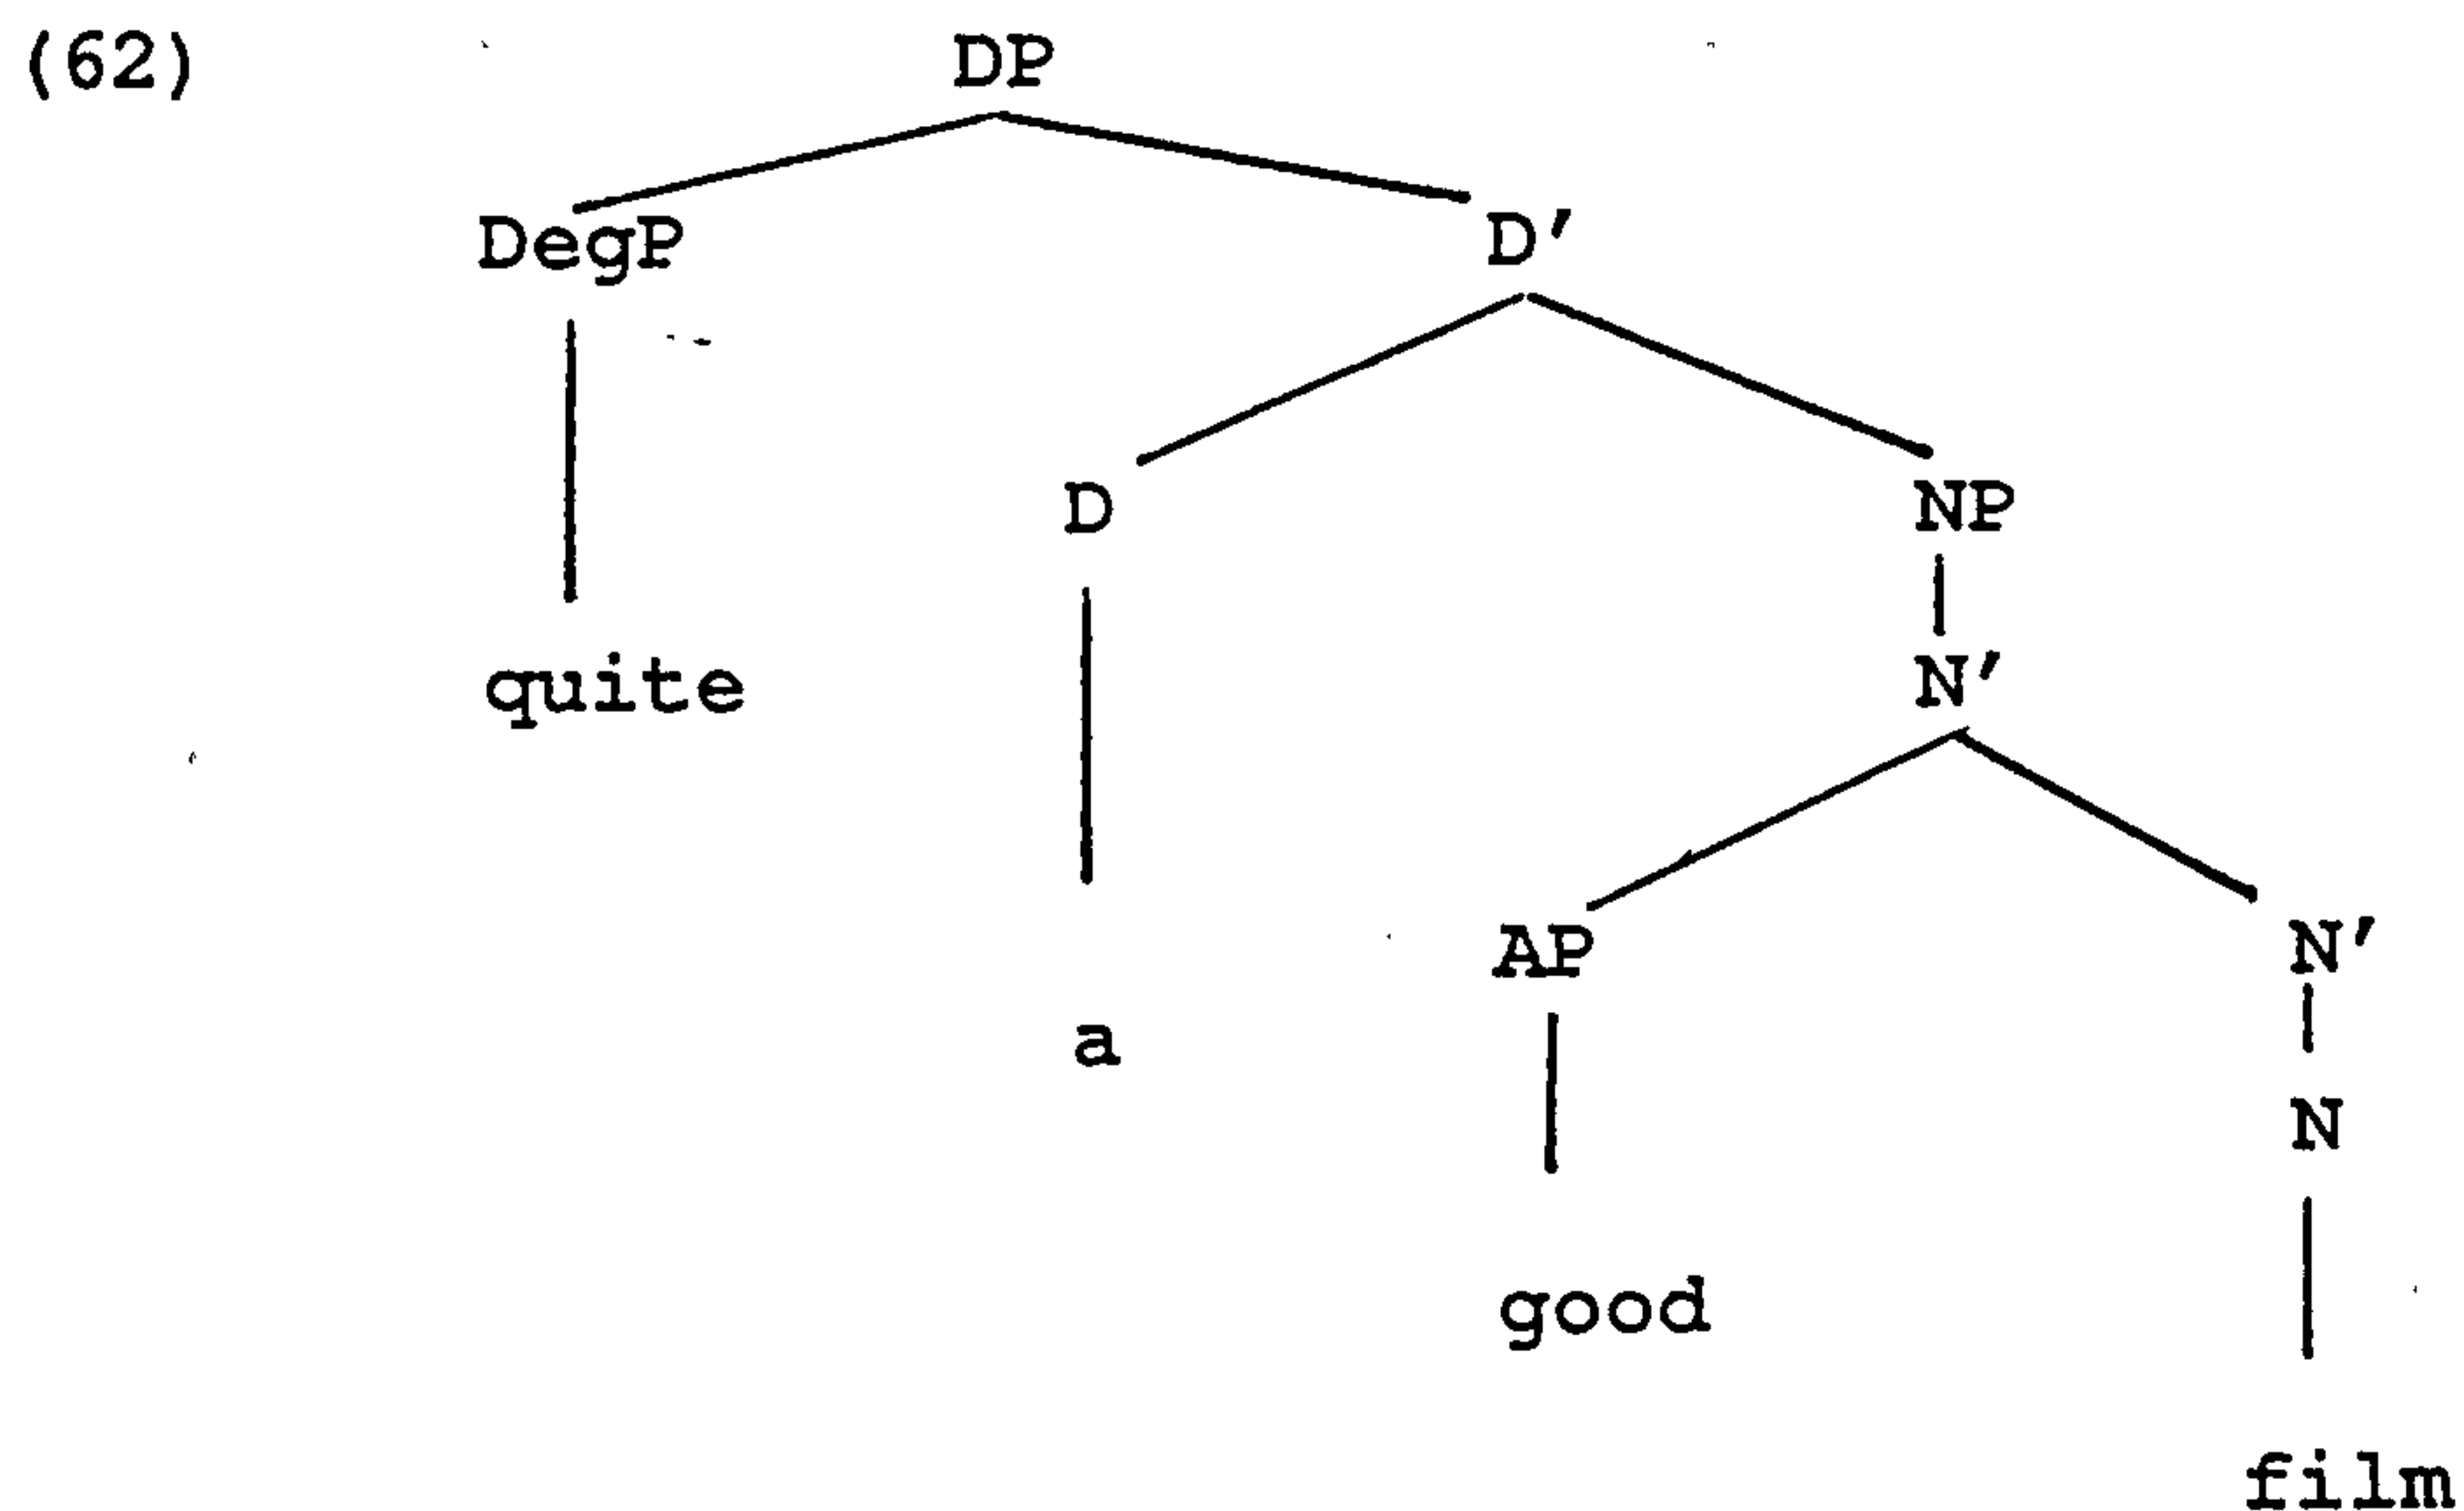 (62) DP
DegP D'
D NP
quite N'
AP N'
a
N
good
film